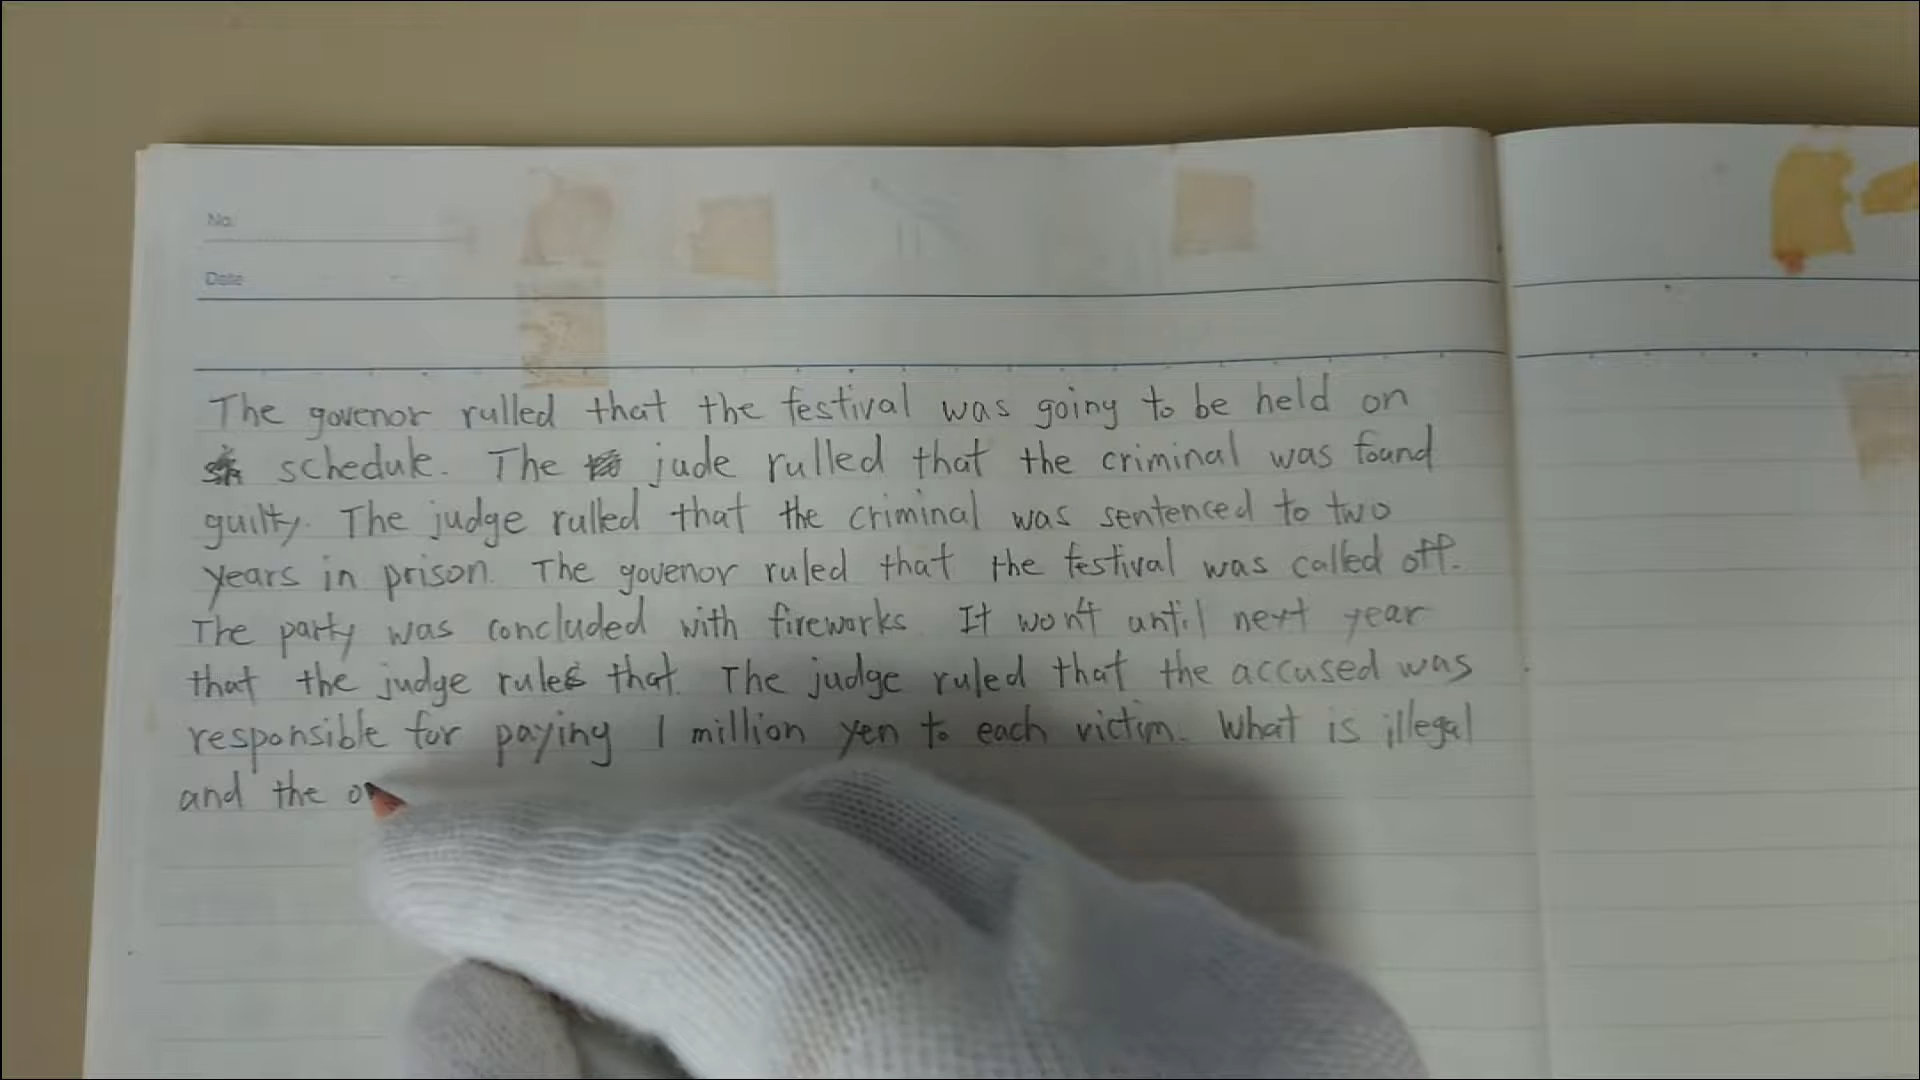 No.
Date
The govenor rulled that the festival was going to be held on
schedule. The jude rulled that the criminal was found
guilty. The judge rulled that the criminal was sentenced to two
years in prison. The govenor ruled that the festival was called off.
The party was concluded with fireworks. It won't until next year
that the judge rules that. The judge ruled that the accused was
responsible for paying 1 million yen to each victim. What is illegal
and the o